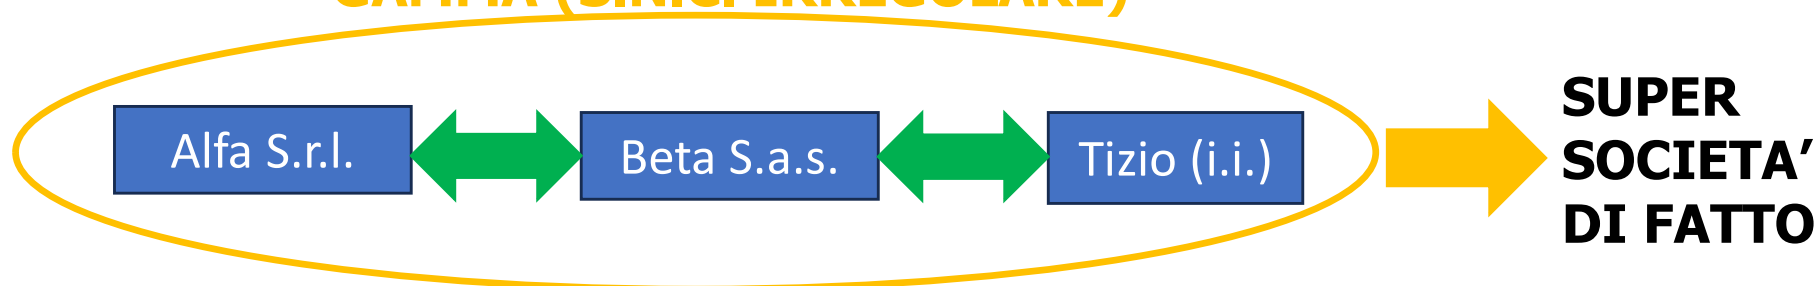 Alfa S.r.l.
Beta S.a.s.
Tizio (i.i.)
SUPER
SOCIETA’
DI FATTO